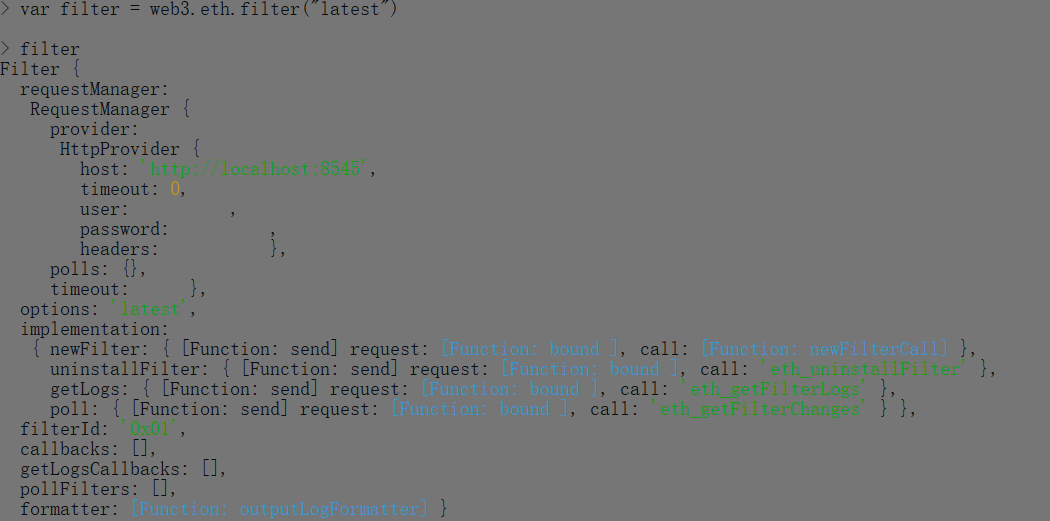 > var filter = web3.eth.filter("latest")
> filter
Filter {
  requestManager:
   RequestManager {
     provider:
      HttpProvider {
        host: 'http://localhost:8545',
        timeout: 0,
        user:          ,
        password:          ,
        headers:           },
     polls: {},
     timeout:      },
  options: 'latest',
  implementation:
   { newFilter: { [Function: send] request: [Function: bound ], call: [Function: newFilterCall] },
     uninstallFilter: { [Function: send] request: [Function: bound ], call: 'eth_uninstallFilter' },
     getLogs: { [Function: send] request: [Function: bound ], call: 'eth_getFilterLogs' },
     poll: { [Function: send] request: [Function: bound ], call: 'eth_getFilterChanges' } },
  filterId: '0x01',
  callbacks: [],
  getLogsCallbacks: [],
  pollFilters: [],
  formatter: [Function: outputLogFormatter] }